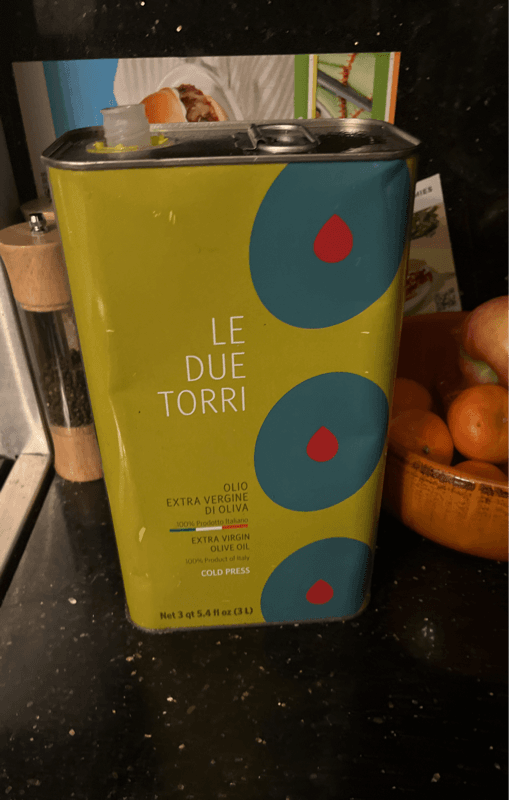 LE
DUE
TORRI
OLIO
EXTRA VERGINE
DI OLIVA
100% Prodotto Italiano
EXTRA VIRGIN
OLIVE OIL
100% Product of Italy
COLD PRESS
Net 3 qt 5.4 fl oz (3 L)